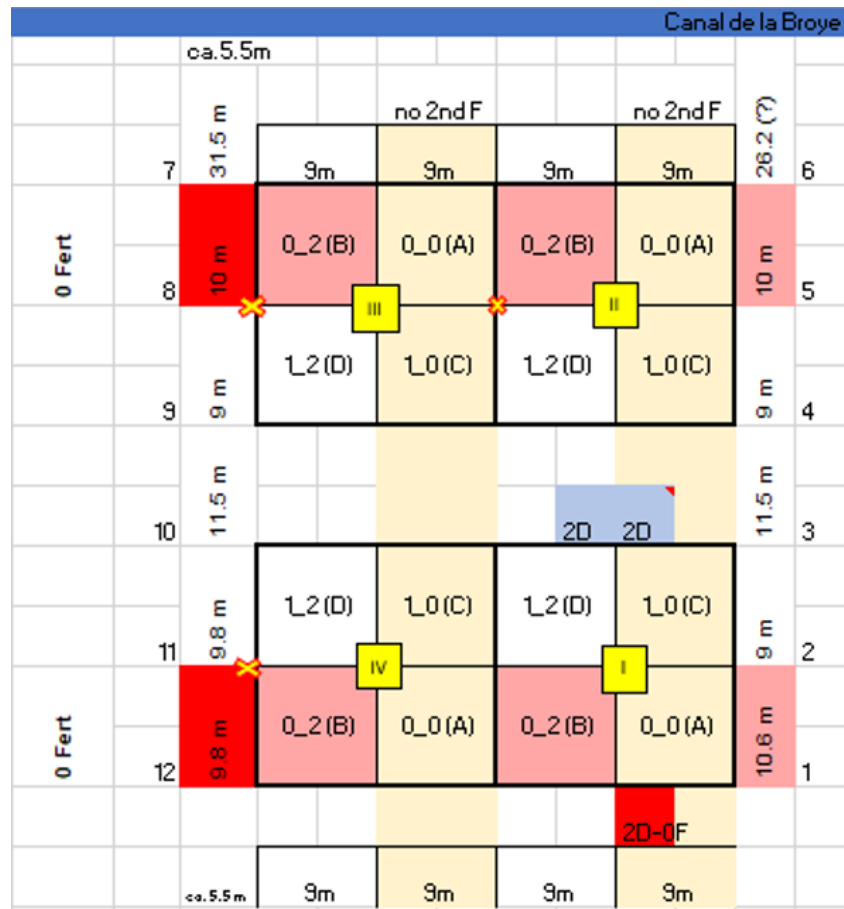 Canal de la Broye
ca.5.5m
no 2nd F no 2nd F
31.5 m 26.2 (?)
7 9m 9m 9m 9m 6
0 Fert
10 m 0_2 (B) 0_0 (A) 0_2 (B) 0_0 (A) 10 m
8 III II 5
9 m 1_2 (D) 1_0 (C) 1_2 (D) 1_0 (C) 9 m
9 4
11.5 m 11.5 m
10 2D 2D 3
9.8 m 1_2 (D) 1_0 (C) 1_2 (D) 1_0 (C) 9 m
11 IV I 2
0 Fert
9.8 m 0_2 (B) 0_0 (A) 0_2 (B) 0_0 (A) 10.6 m
12 1
2D-0F
ca.5.5m 9m 9m 9m 9m